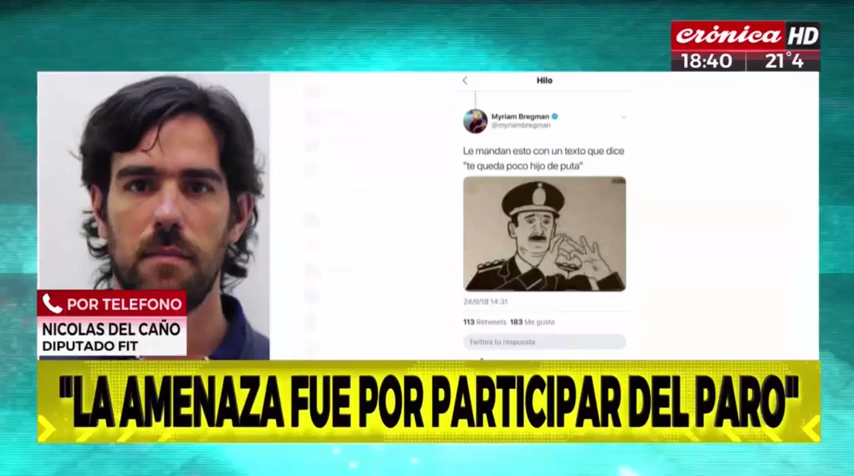 crónica HD
18:40 21°4
Hilo
Myriam Bregman
@myriambregman
Le mandan esto con un texto que dice
"te queda poco hijo de puta"
24/9/18 14:31
113 Retweets 183 Me gusta
Twittea tu respuesta
POR TELEFONO
NICOLAS DEL CAÑO
DIPUTADO FIT
"LA AMENAZA FUE POR PARTICIPAR DEL PARO"